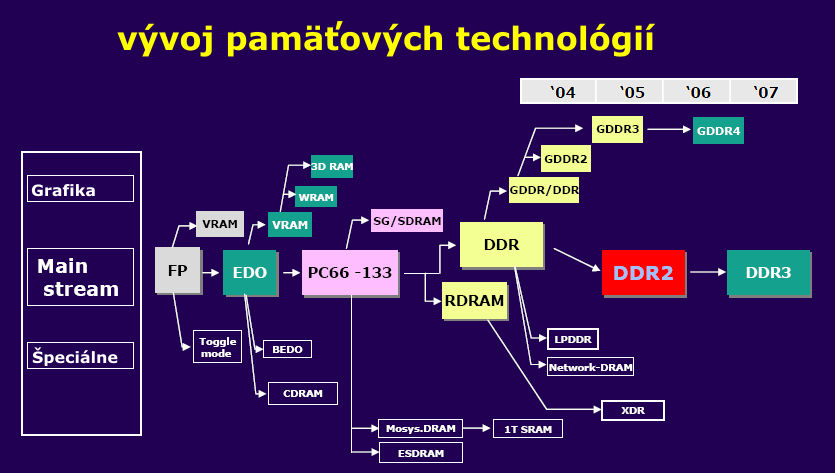 vývoj pamäťových technológií
‘04 ‘05 ‘06 ‘07
GDDR3
GDDR4
GDDR2
3D RAM
Grafika
GDDR/DDR
WRAM
VRAM
VRAM
SG/SDRAM
DDR
Main
stream
FP
EDO
PC66 -133
DDR2
DDR3
RDRAM
Toggle
mode
LPDDR
BEDO
Špeciálne
Network-DRAM
CDRAM
XDR
Mosys.DRAM
1T SRAM
ESDRAM